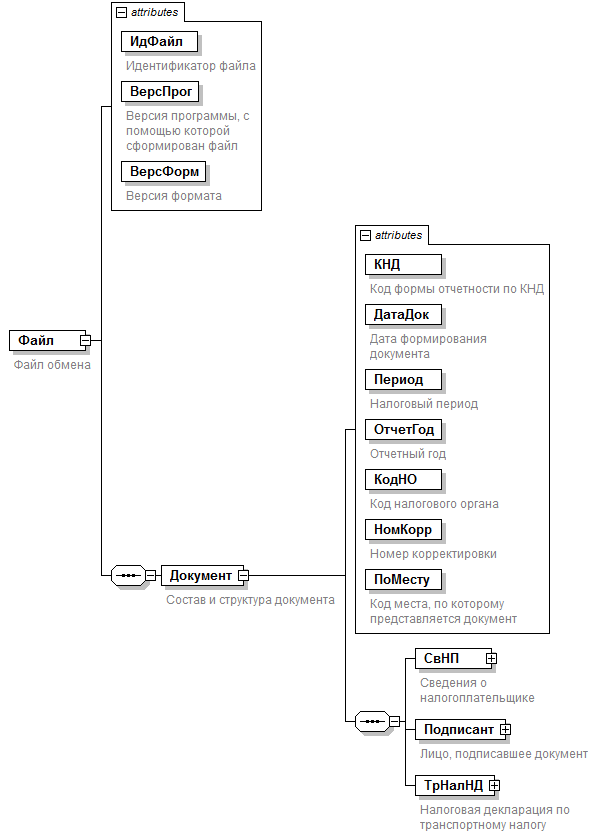 attributes
ИдФайл
Идентификатор файла
ВерсПрог
Версия программы, с
помощью которой
сформирован файл
ВерсФорм
Версия формата
Файл
Файл обмена
Документ
Состав и структура документа
attributes
КНД
Код формы отчетности по КНД
ДатаДок
Дата формирования
документа
Период
Налоговый период
ОтчетГод
Отчетный год
КодНО
Код налогового органа
НомКорр
Номер корректировки
ПоМесту
Код места, по которому
представляется документ
СвНП
Сведения о
налогоплательщике
Подписант
Лицо, подписавшее документ
ТрНалНД
Налоговая декларация по
транспортному налогу